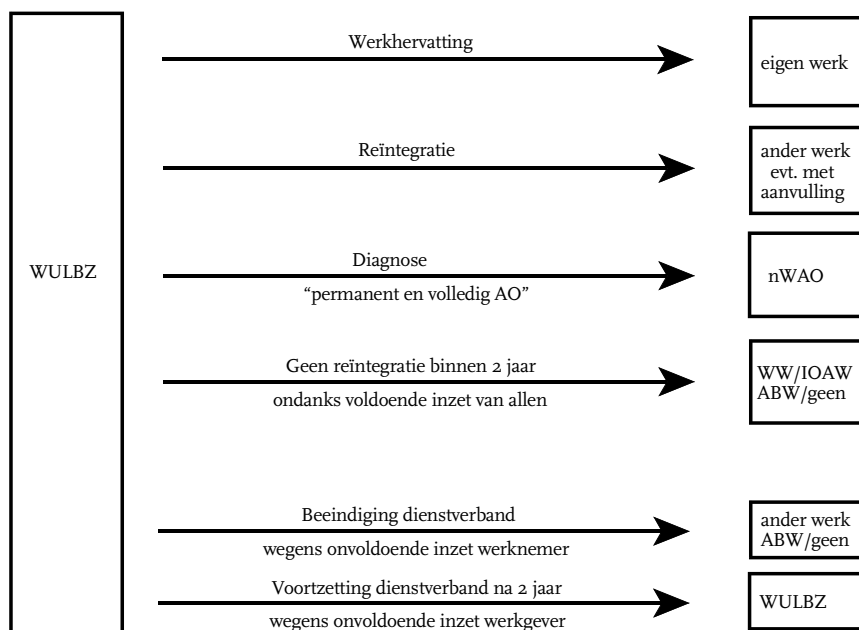 Werkhervatting
eigen werk
Reïntegratie
ander werk
evt. met
aanvulling
WULBZ
Diagnose
“permanent en volledig AO”
nWAO
Geen reïntegratie binnen 2 jaar
ondanks voldoende inzet van allen
WW/IOAW
ABW/geen
Beeindiging dienstverband
wegens onvoldoende inzet werknemer
ander werk
ABW/geen
Voortzetting dienstverband na 2 jaar
wegens onvoldoende inzet werkgever
WULBZ